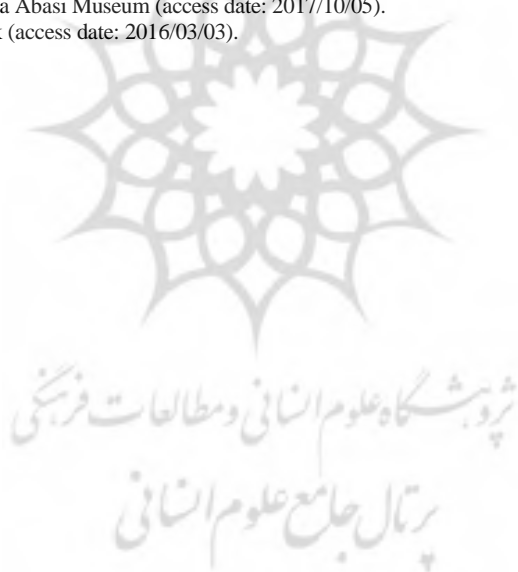 a Abası Museum (access date: 2017/10/05).
(access date: 2016/03/03).
پژوهشگاه علوم انسانی و مطالعات فرهنگی
پرتال جامع علوم انسانی